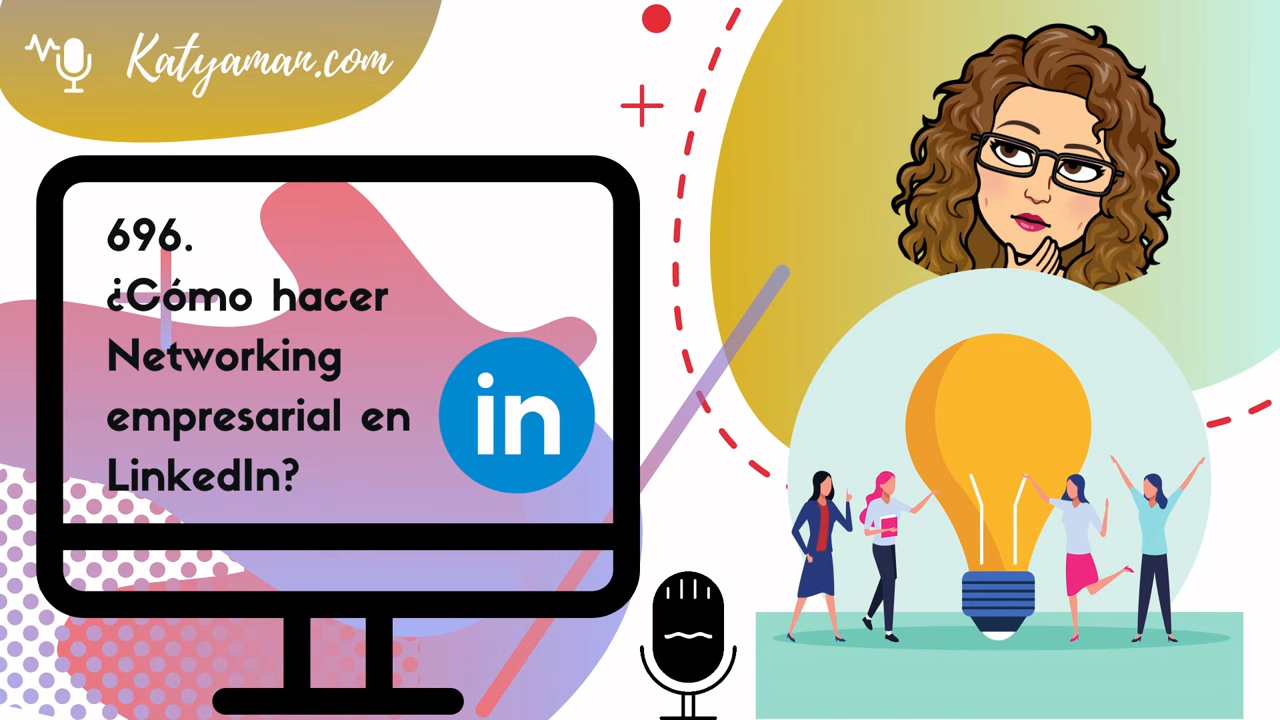 Katyaman.com
696.
¿Cómo hacer
Networking
empresarial en
LinkedIn?
in